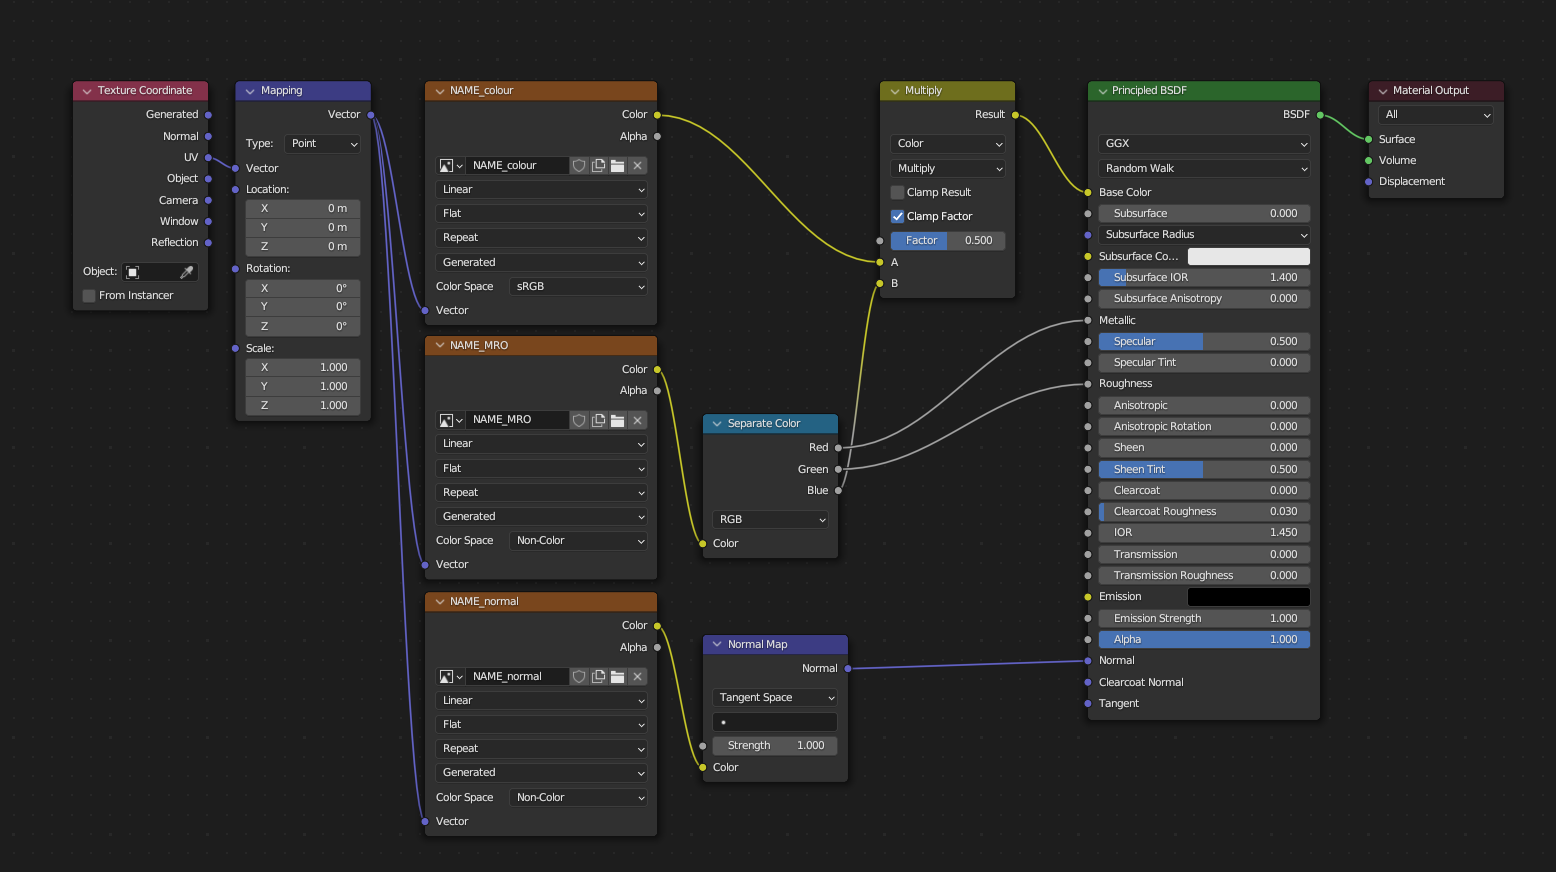 Texture Coordinate
Generated
Normal
UV
Object
Camera
Window
Reflection
Object:
From Instancer
Mapping
Vector
Type: Point
Vector
Location:
X 0 m
Y 0 m
Z 0 m
Rotation:
X 0°
Y 0°
Z 0°
Scale:
X 1.000
Y 1.000
Z 1.000
NAME_colour
Color
Alpha
NAME_colour
Linear
Flat
Repeat
Generated
Color Space sRGB
Vector
NAME_MRO
Color
Alpha
NAME_MRO
Linear
Flat
Repeat
Generated
Color Space Non-Color
Vector
NAME_normal
Color
Alpha
NAME_normal
Linear
Flat
Repeat
Generated
Color Space Non-Color
Vector
Separate Color
Red
Green
Blue
RGB
Color
Normal Map
Normal
Tangent Space
Strength 1.000
Color
Multiply
Result
Color
Multiply
Clamp Result
Clamp Factor
Factor 0.500
A
B
Principled BSDF
BSDF
GGX
Random Walk
Base Color
Subsurface 0.000
Subsurface Radius
Subsurface Co...
Subsurface IOR 1.400
Subsurface Anisotropy 0.000
Metallic
Specular 0.500
Specular Tint 0.000
Roughness
Anisotropic 0.000
Anisotropic Rotation 0.000
Sheen 0.000
Sheen Tint 0.500
Clearcoat 0.000
Clearcoat Roughness 0.030
IOR 1.450
Transmission 0.000
Transmission Roughness 0.000
Emission
Emission Strength 1.000
Alpha 1.000
Normal
Clearcoat Normal
Tangent
Material Output
All
Surface
Volume
Displacement